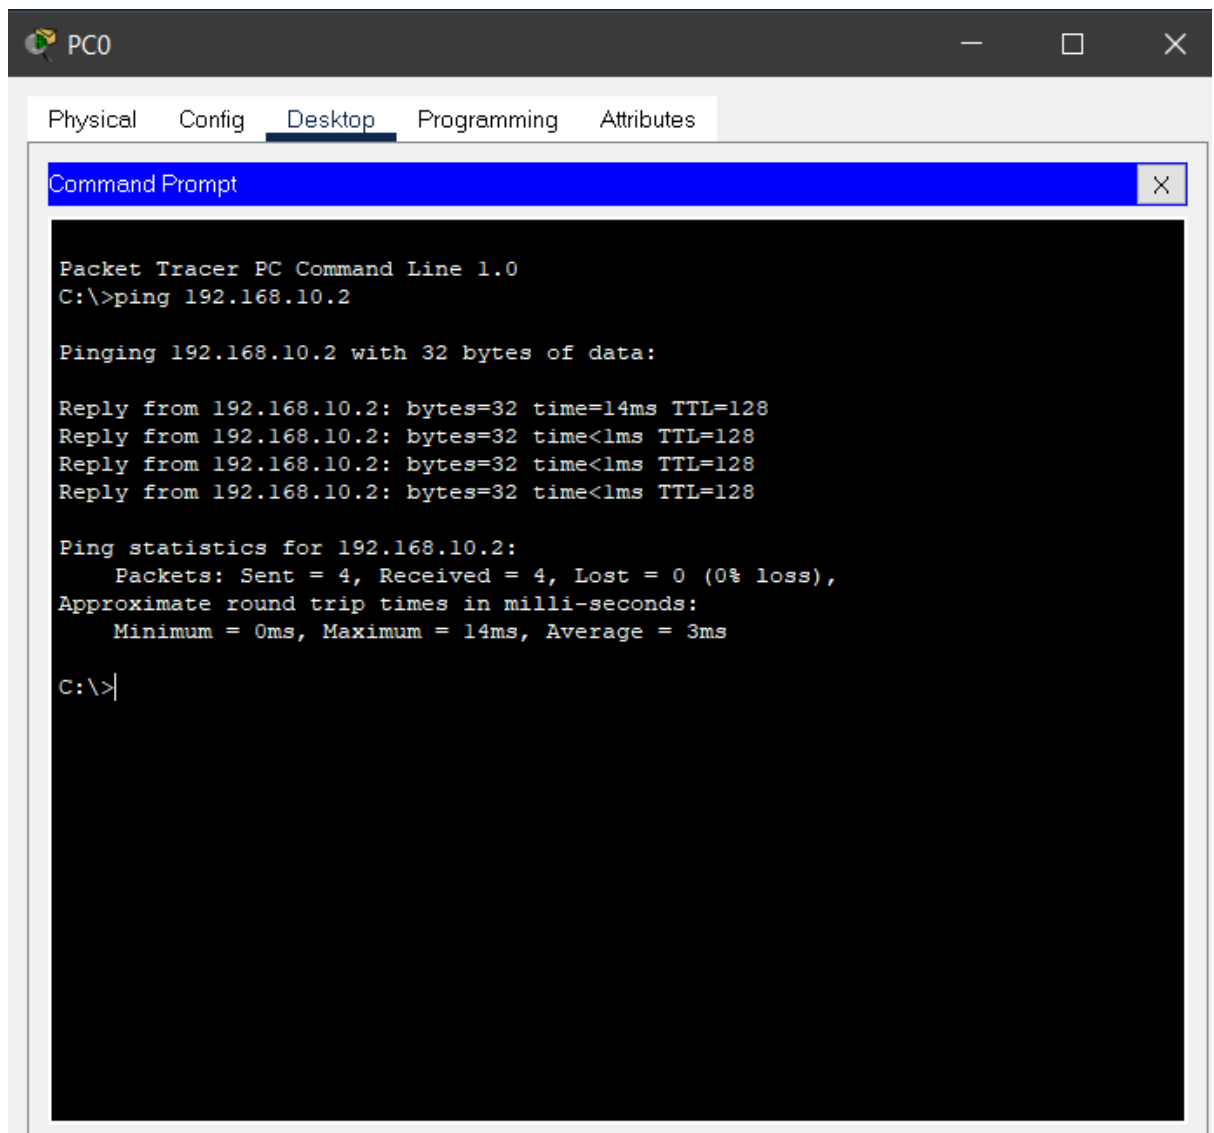 PC0
Physical Config Desktop Programming Attributes
Command Prompt
X
Packet Tracer PC Command Line 1.0
C:\>ping 192.168.10.2
Pinging 192.168.10.2 with 32 bytes of data:
Reply from 192.168.10.2: bytes=32 time=14ms TTL=128
Reply from 192.168.10.2: bytes=32 time<1ms TTL=128
Reply from 192.168.10.2: bytes=32 time<1ms TTL=128
Reply from 192.168.10.2: bytes=32 time<1ms TTL=128
Ping statistics for 192.168.10.2:
Packets: Sent = 4, Received = 4, Lost = 0 (0% loss),
Approximate round trip times in milli-seconds:
Minimum = 0ms, Maximum = 14ms, Average = 3ms
C:\>